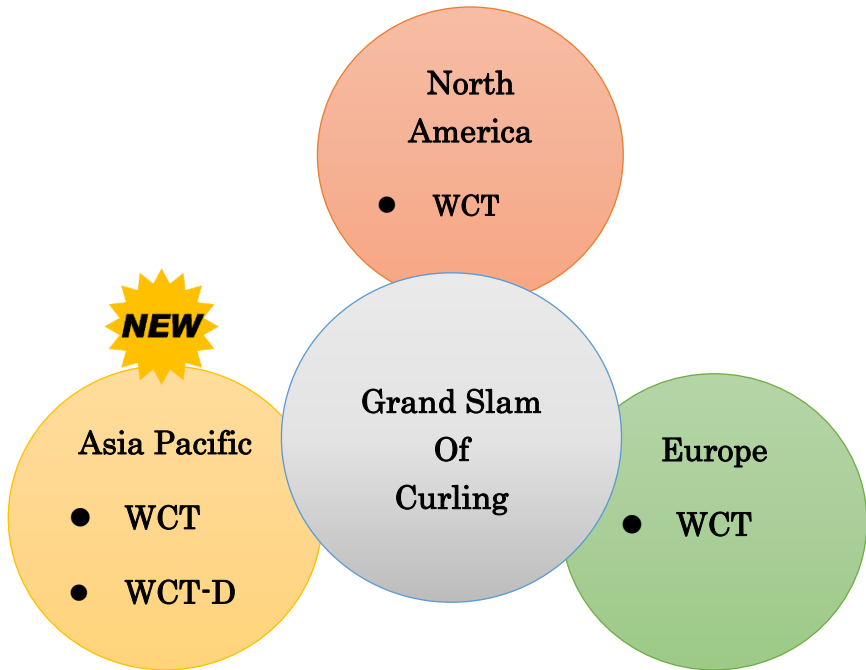 North
America
● WCT
NEW
Asia Pacific
● WCT
● WCT-D
Grand Slam
Of
Curling
Europe
● WCT